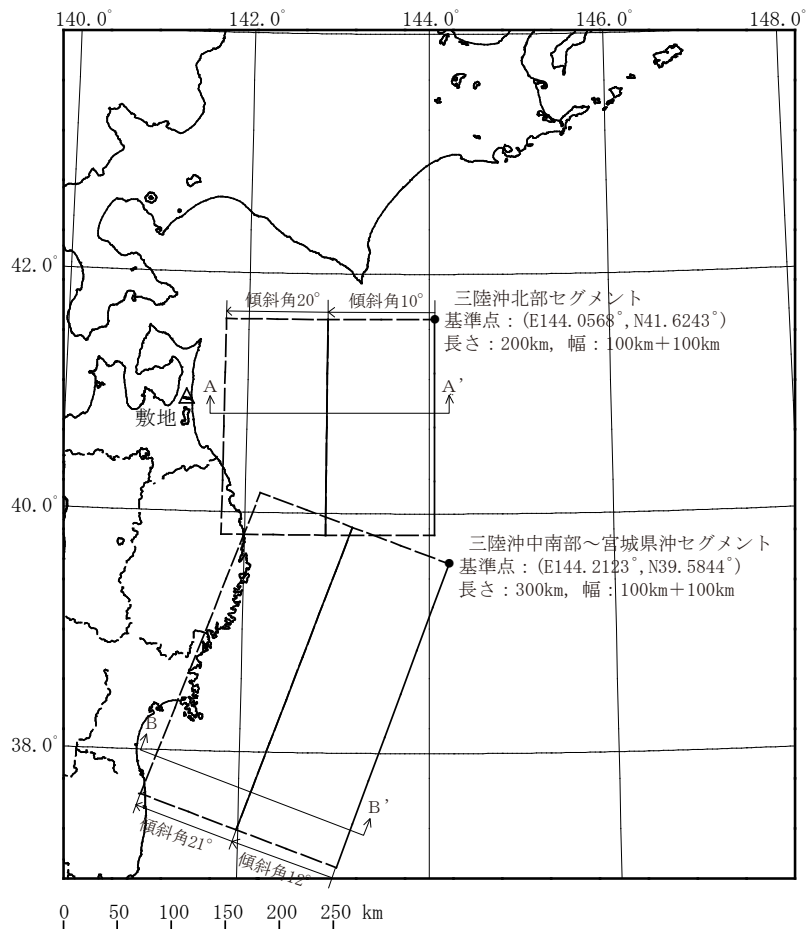 140.0° 142.0° 144.0° 146.0° 148.0°
42.0°
傾斜角20° 傾斜角10°
三陸沖北部セグメント
基準点：(E144.0568°,N41.6243°)
長さ：200km, 幅：100km＋100km
A A'
敷地
40.0°
三陸沖中南部～宮城県沖セグメント
基準点：(E144.2123°,N39.5844°)
長さ：300km, 幅：100km＋100km
38.0°
B
B'
傾斜角21°
傾斜角12°
0 50 100 150 200 250 km